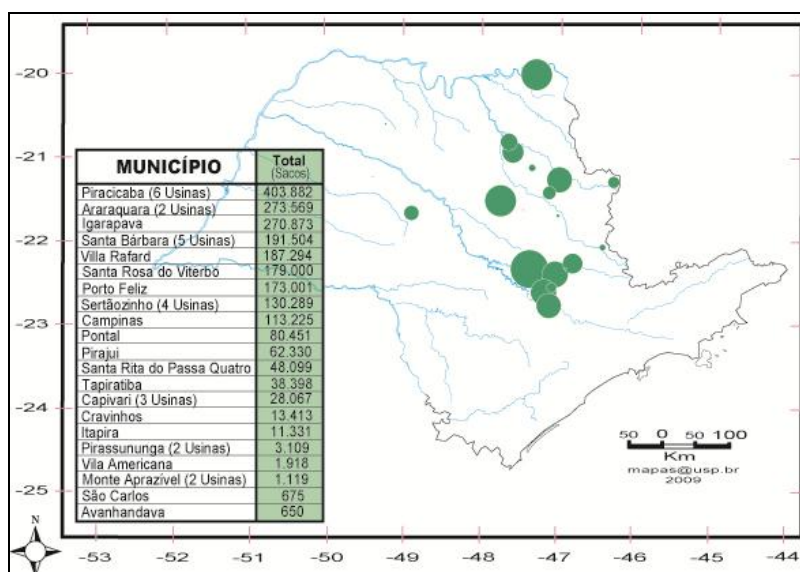 -20
-21
-22
-23
-24
-25
MUNICÍPIO Total (Sacos)
Piracicaba (6 Usinas) 403.882
Araraquara (2 Usinas) 273.569
Igarapava 270.873
Santa Bárbara (5 Usinas) 191.504
Villa Rafard 187.294
Santa Rosa do Viterbo 179.000
Porto Feliz 173.001
Sertãozinho (4 Usinas) 130.289
Campinas 113.225
Pontal 80.451
Pirajui 62.330
Santa Rita do Passa Quatro 48.099
Tapiratiba 38.398
Capivari (3 Usinas) 28.067
Cravinhos 13.413
Itapira 11.331
Pirassununga (2 Usinas) 3.109
Vila Americana 1.918
Monte Aprazível (2 Usinas) 1.119
São Carlos 675
Avanhandava 650
50 0 50 100
Km
mapas@usp.br
2009
N
-53 -52 -51 -50 -49 -48 -47 -46 -45 -44